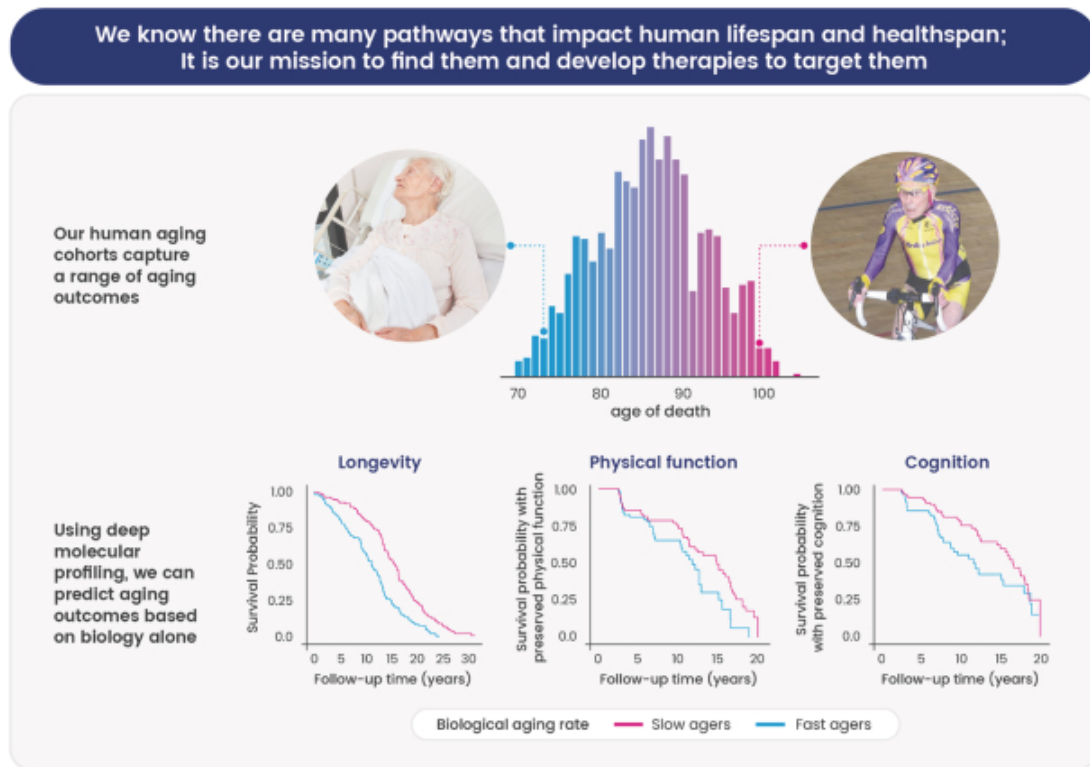 We know there are many pathways that impact human lifespan and healthspan;
It is our mission to find them and develop therapies to target them
Our human aging
cohorts capture
a range of aging
outcomes
70 80 90 100
age of death
Using deep
molecular
profiling, we can
predict aging
outcomes based
on biology alone
Longevity
Survival Probability
1.00
0.75
0.50
0.25
0.0
0 5 10 15 20 25 30
Follow-up time (years)
Physical function
Survival probability with
preserved physical function
1.00
0.75
0.50
0.25
0.0
0 5 10 15 20
Follow-up time (years)
Cognition
Survival probability
with preserved cognition
1.00
0.75
0.50
0.25
0.0
0 5 10 15 20
Follow-up time (years)
Biological aging rate Slow agers Fast agers